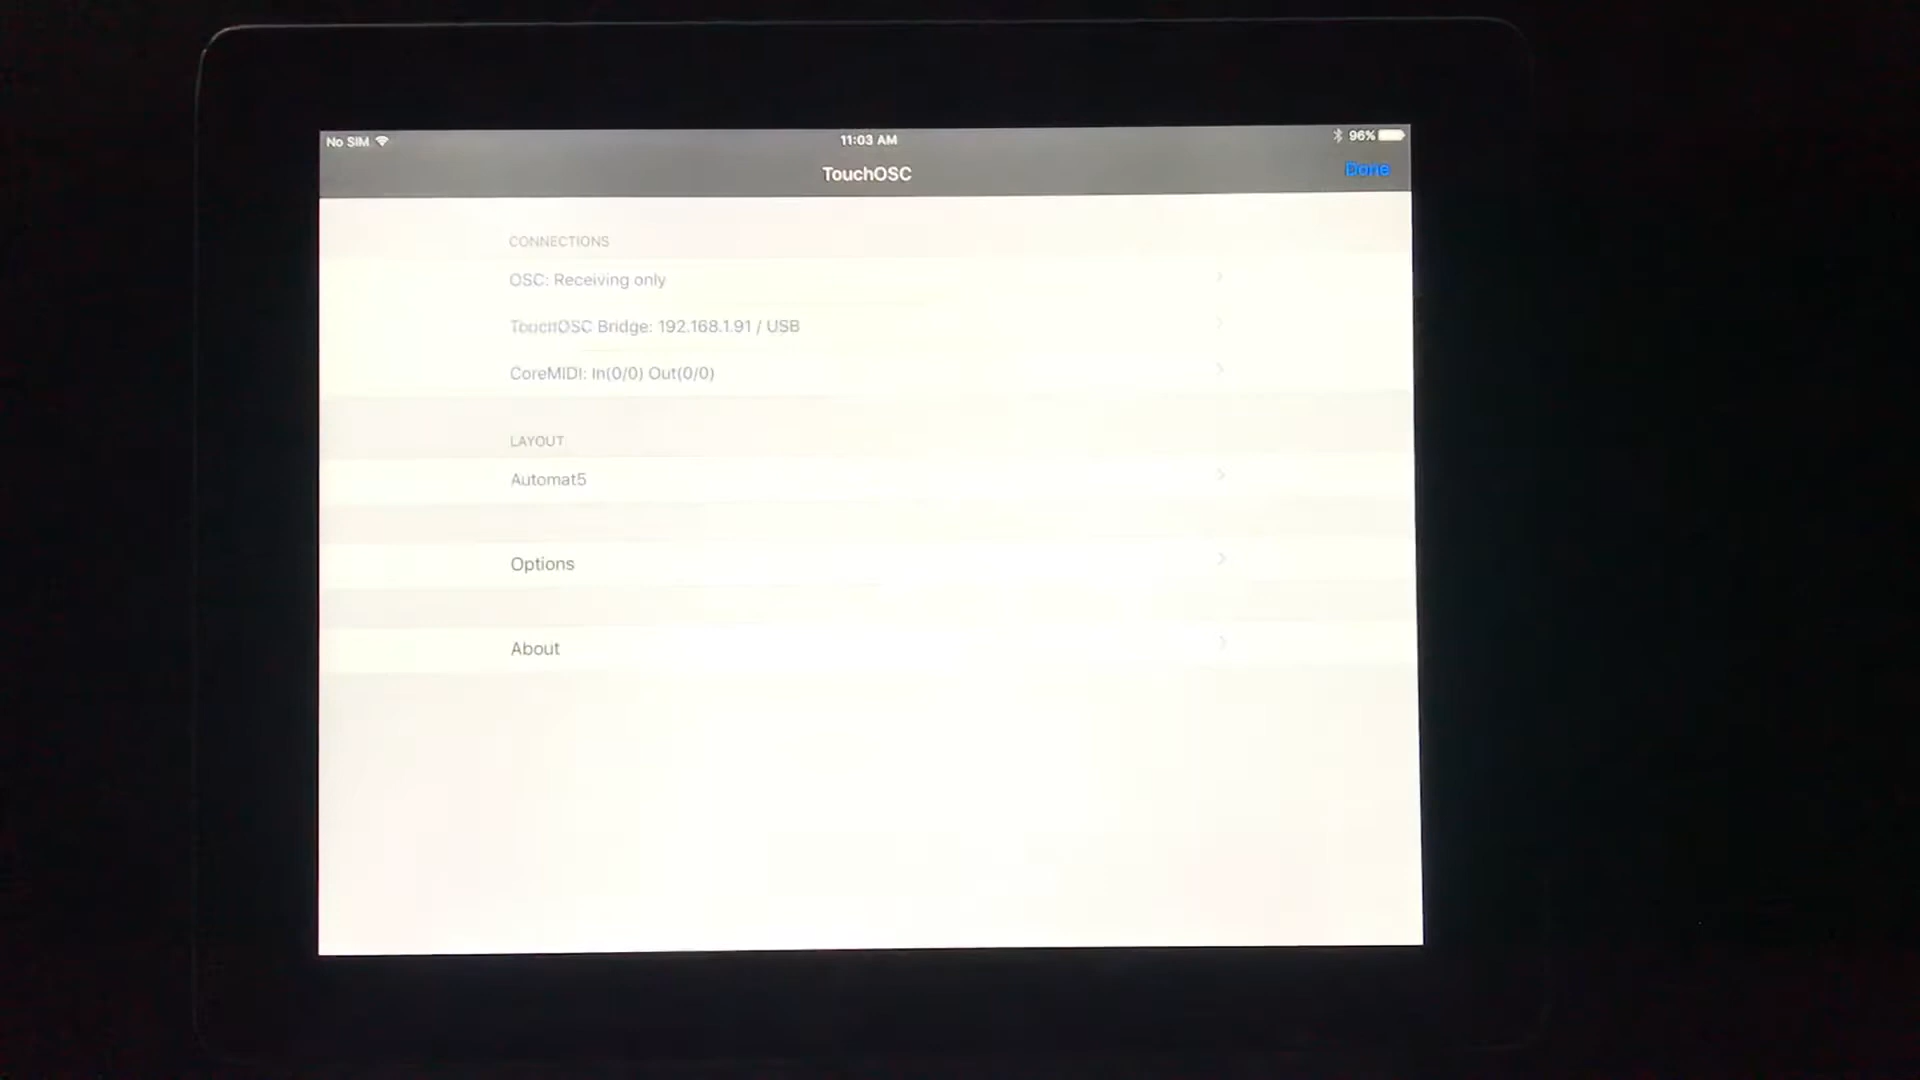 No SIM 11:03 AM 96%
TouchOSC Done
CONNECTIONS
OSC: Receiving only
TouchOSC Bridge: 192.168.1.91 / USB
CoreMIDI: In(0/0) Out(0/0)
LAYOUT
Automat5
Options
About